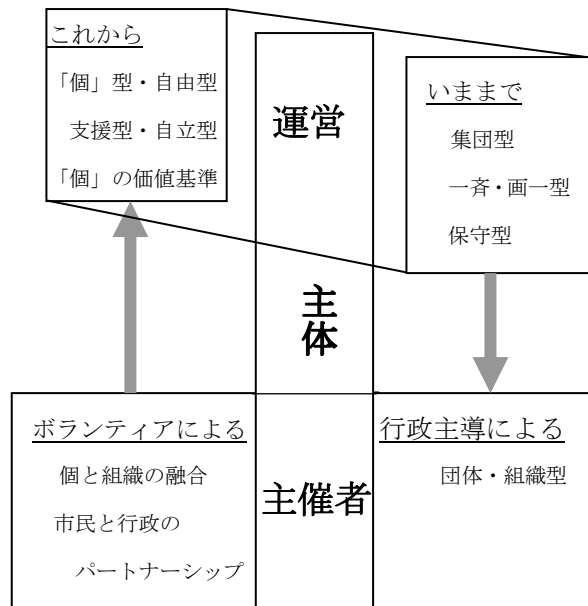 これから
「個」型・自由型
支援型・自立型
「個」の価値基準
運営
いままで
集団型
一斉・画一型
保守型
主体
ボランティアによる
個と組織の融合
市民と行政の
パートナーシップ
主催者
行政主導による
団体・組織型